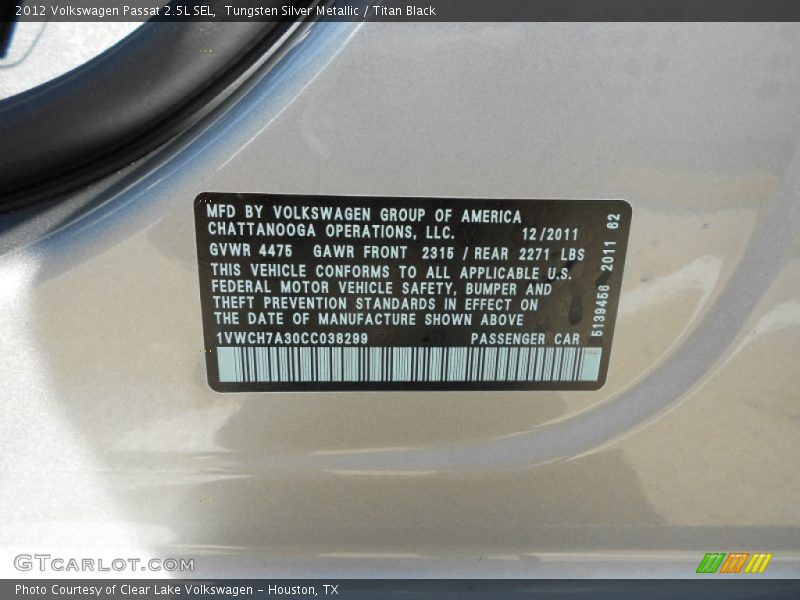 2012 Volkswagen Passat 2.5L SEL, Tungsten Silver Metallic / Titan Black
MFD BY VOLKSWAGEN GROUP OF AMERICA
CHATTANOOGA OPERATIONS, LLC. 12/2011
GVWR 4475 GAWR FRONT 2315 / REAR 2271 LBS
THIS VEHICLE CONFORMS TO ALL APPLICABLE U.S.
FEDERAL MOTOR VEHICLE SAFETY, BUMPER AND
THEFT PREVENTION STANDARDS IN EFFECT ON
THE DATE OF MANUFACTURE SHOWN ABOVE
1VWCH7A30CC038299 PASSENGER CAR
5139456 2011 62
GTcarlot.com
Photo Courtesy of Clear Lake Volkswagen - Houston, TX